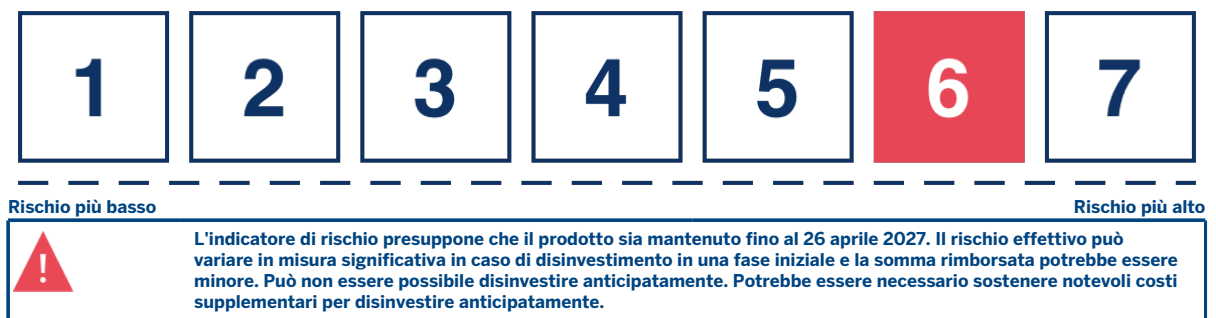 1 2 3 4 5 6 7
Rischio più basso Rischio più alto
!
L'indicatore di rischio presuppone che il prodotto sia mantenuto fino al 26 aprile 2027. Il rischio effettivo può
variare in misura significativa in caso di disinvestimento in una fase iniziale e la somma rimborsata potrebbe essere
minore. Può non essere possibile disinvestire anticipatamente. Potrebbe essere necessario sostenere notevoli costi
supplementari per disinvestire anticipatamente.